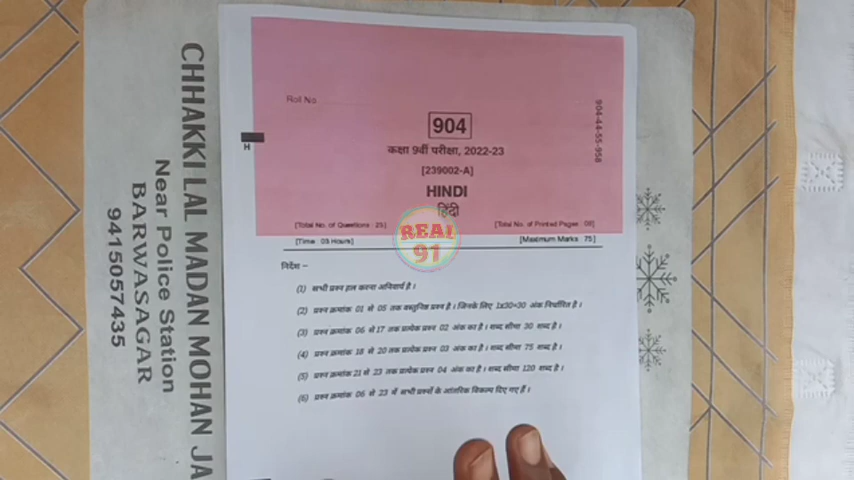 CHHAKKI LAL MADAN MOHAN JA
Near Police Station
BARWASAGAR
9415057435
Roll No
904
904-44-55-958
H
कक्षा 9वीं परीक्षा, 2022-23
[239002-A]
HINDI
हिंदी
[Total No. of Questions : 23]
[Total No. of Printed Pages : 08]
REAL
91
[Time : 03 Hours]
[Maximum Marks : 75]
निर्देश –
(1) सभी प्रश्न हल करना अनिवार्य है।
(2) प्रश्न क्रमांक 01 से 05 तक वस्तुनिष्ठ प्रश्न है। जिनके लिए 1x30=30 अंक निर्धारित है।
(3) प्रश्न क्रमांक 06 से 17 तक प्रत्येक प्रश्न 02 अंक का है। शब्द सीमा 30 शब्द है।
(4) प्रश्न क्रमांक 18 से 20 तक प्रत्येक प्रश्न 03 अंक का है। शब्द सीमा 75 शब्द है।
(5) प्रश्न क्रमांक 21 से 23 तक प्रत्येक प्रश्न 04 अंक का है। शब्द सीमा 120 शब्द है।
(6) प्रश्न क्रमांक 06 से 23 में सभी प्रश्नों के आंतरिक विकल्प दिए गए हैं।